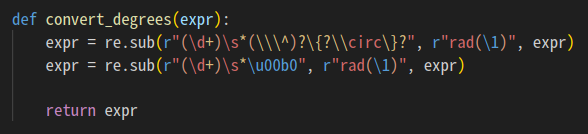 def convert_degrees(expr):
    expr = re.sub(r"(\d+)\s*(\\\^)?\{?\\circ\}?", r"rad(\1)", expr)
    expr = re.sub(r"(\d+)\s*\u00b0", r"rad(\1)", expr)
    return expr